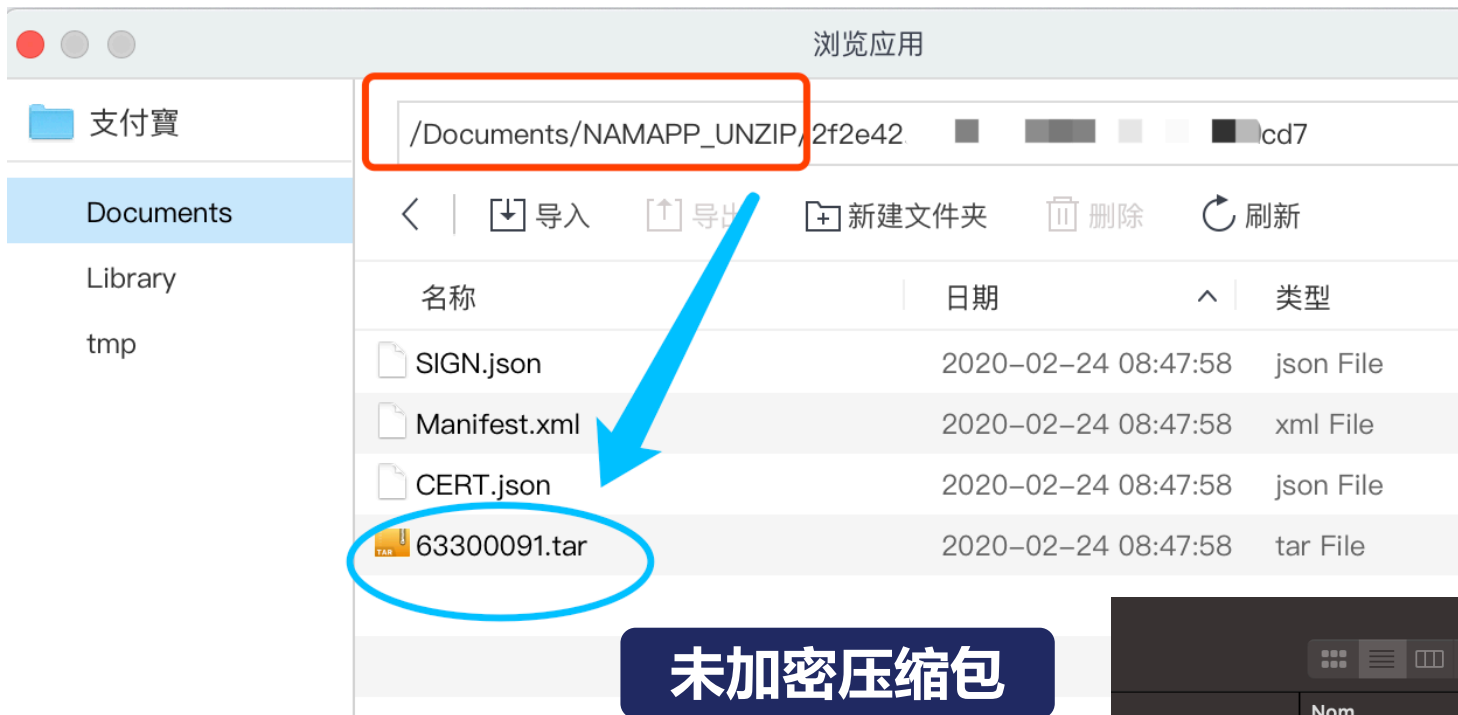 浏览应用
支付寶
/Documents/NAMAPP_UNZIP/2f2e42 cd7
Documents
Library
tmp
导入 导出 新建文件夹 删除 刷新
名称 日期 类型
SIGN.json 2020-02-24 08:47:58 json File
Manifest.xml 2020-02-24 08:47:58 xml File
CERT.json 2020-02-24 08:47:58 json File
TAR 63300091.tar 2020-02-24 08:47:58 tar File
未加密压缩包
Nom